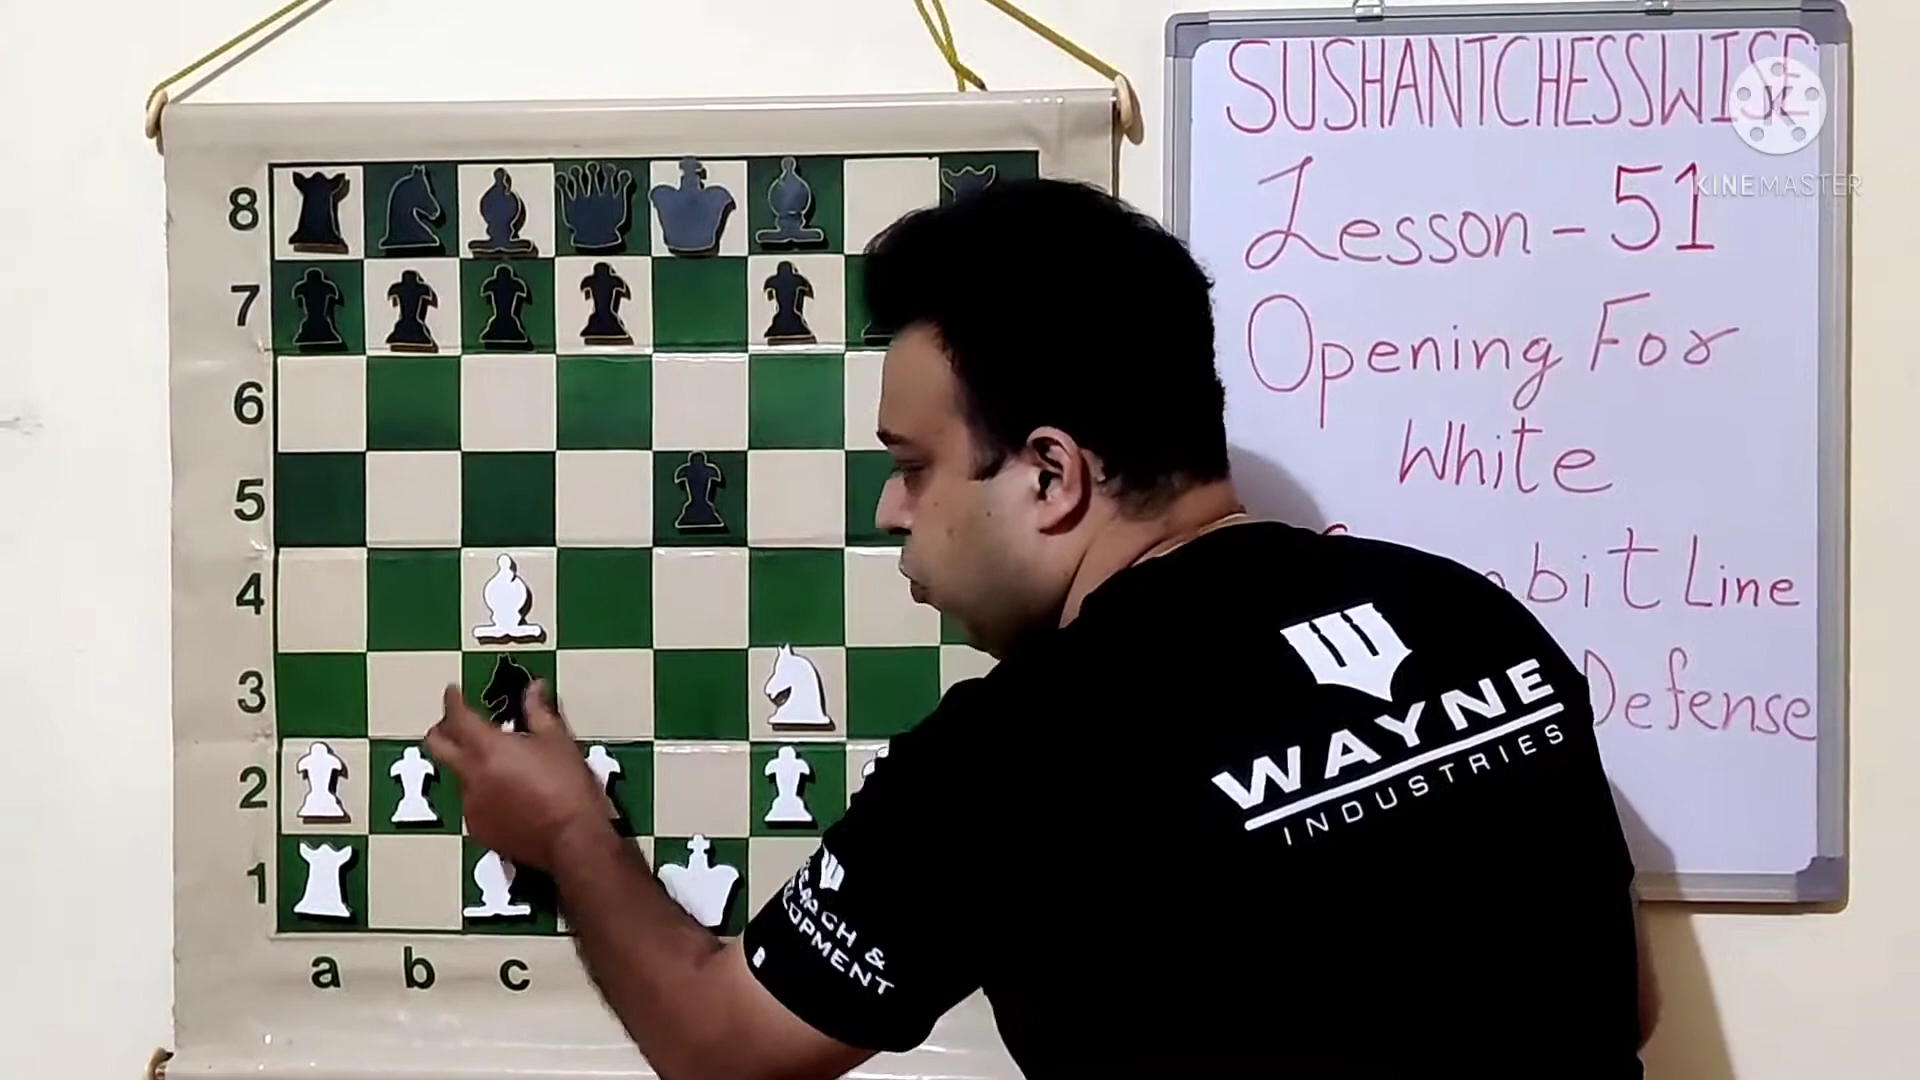 SUSHANTCHESSWISE
KINEMASTER
Lesson - 51
Opening For
White
Line
Defense
8
7
6
5
4
3
2
1
a b c
WAYNE
INDUSTRIES
&